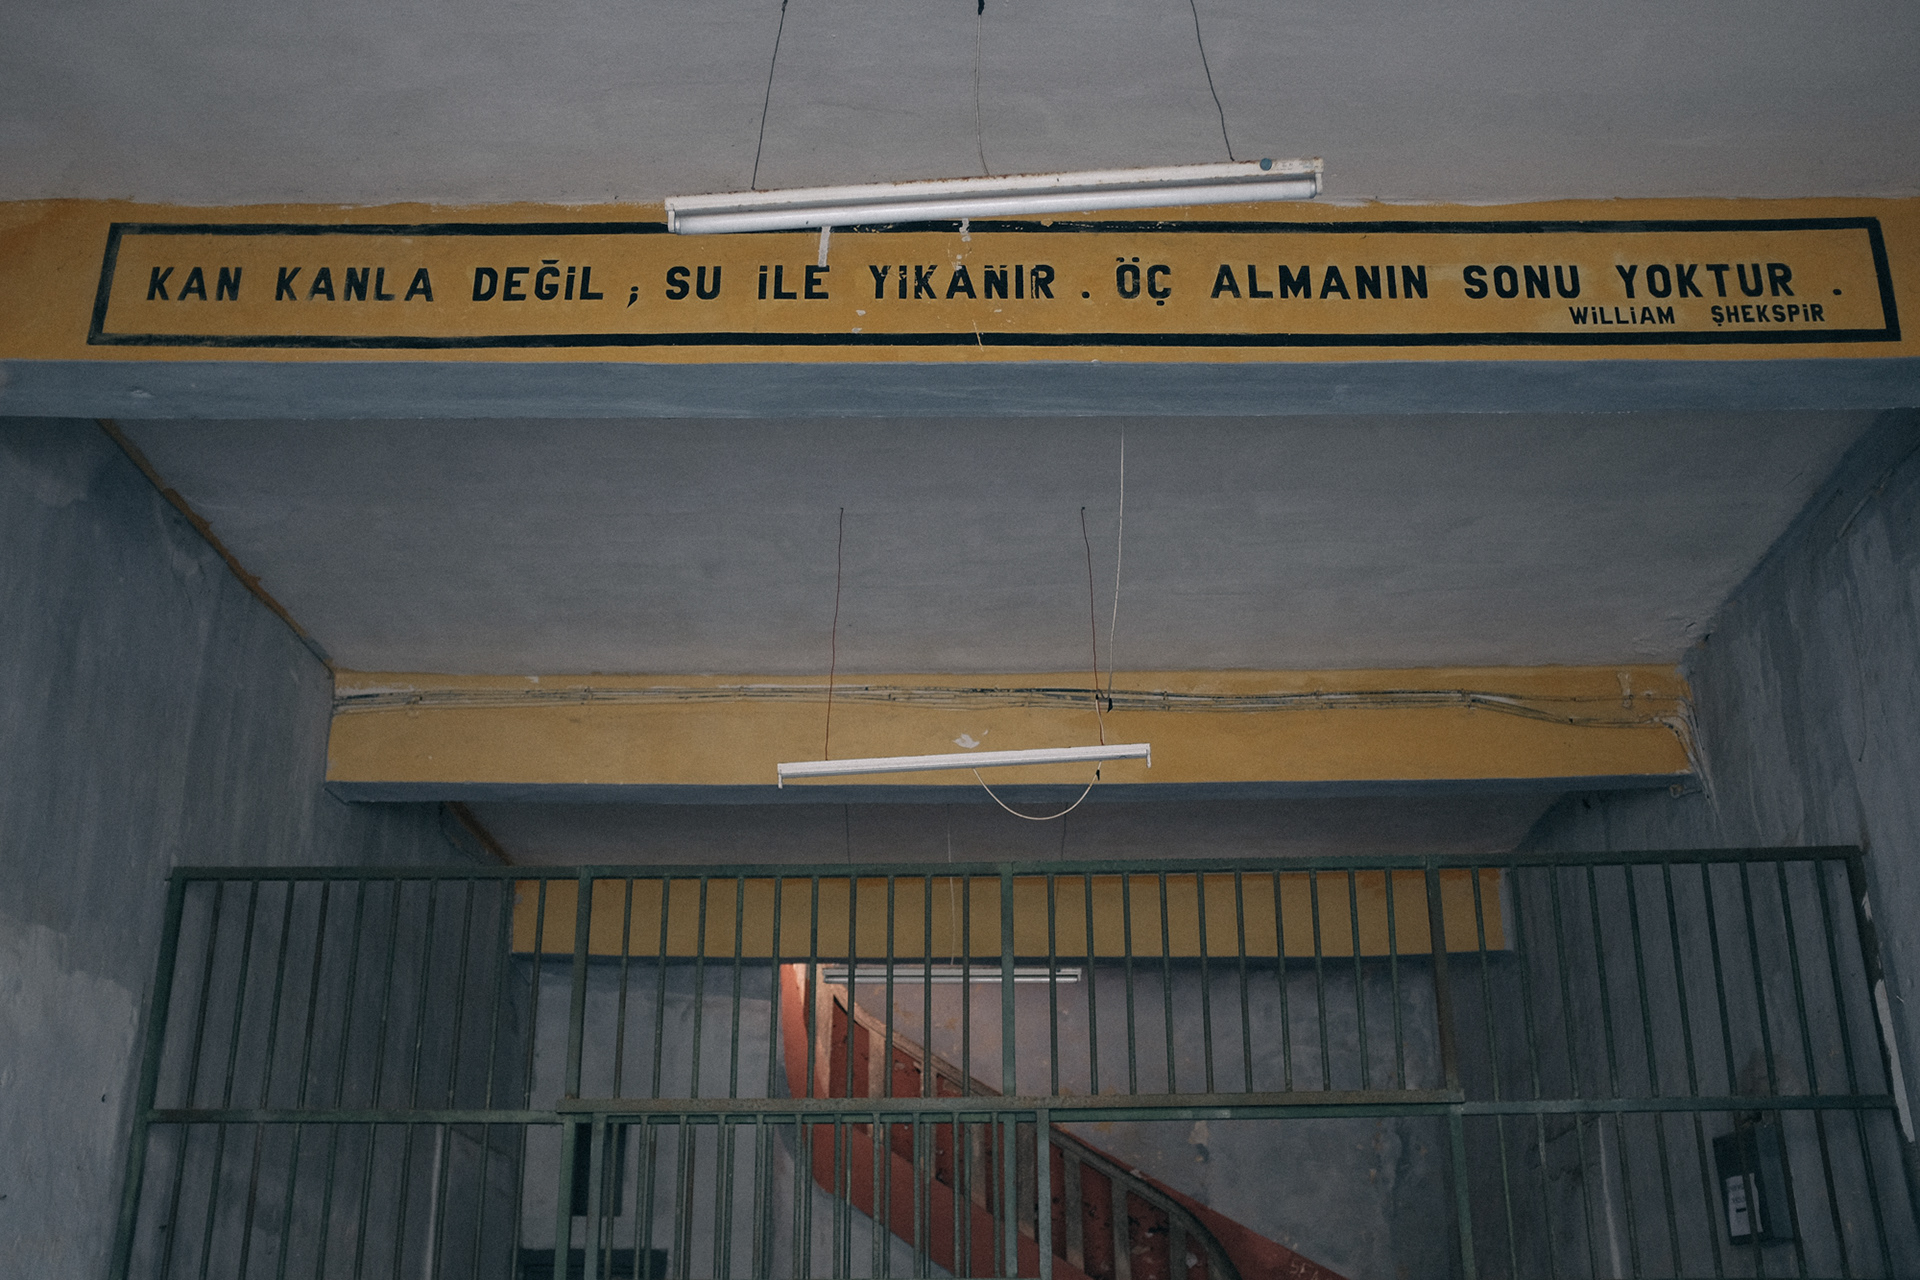 KAN KANLA DEĞİL ; SU İLE YIKANIR . ÖÇ ALMANIN SONU YOKTUR .
WİLLİAM ŞHEKSPİR